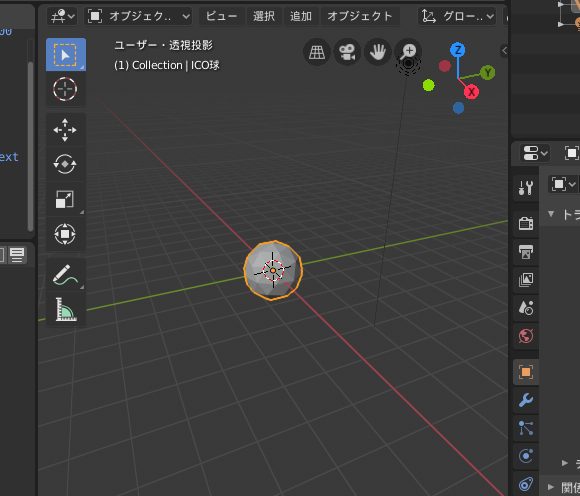 オブジェク..
ビュー
選択
追加
オブジェクト
グロー..
ユーザー・透視投影
(1) Collection | ICO球
Z
Y
X
00
ext
トラ
関係